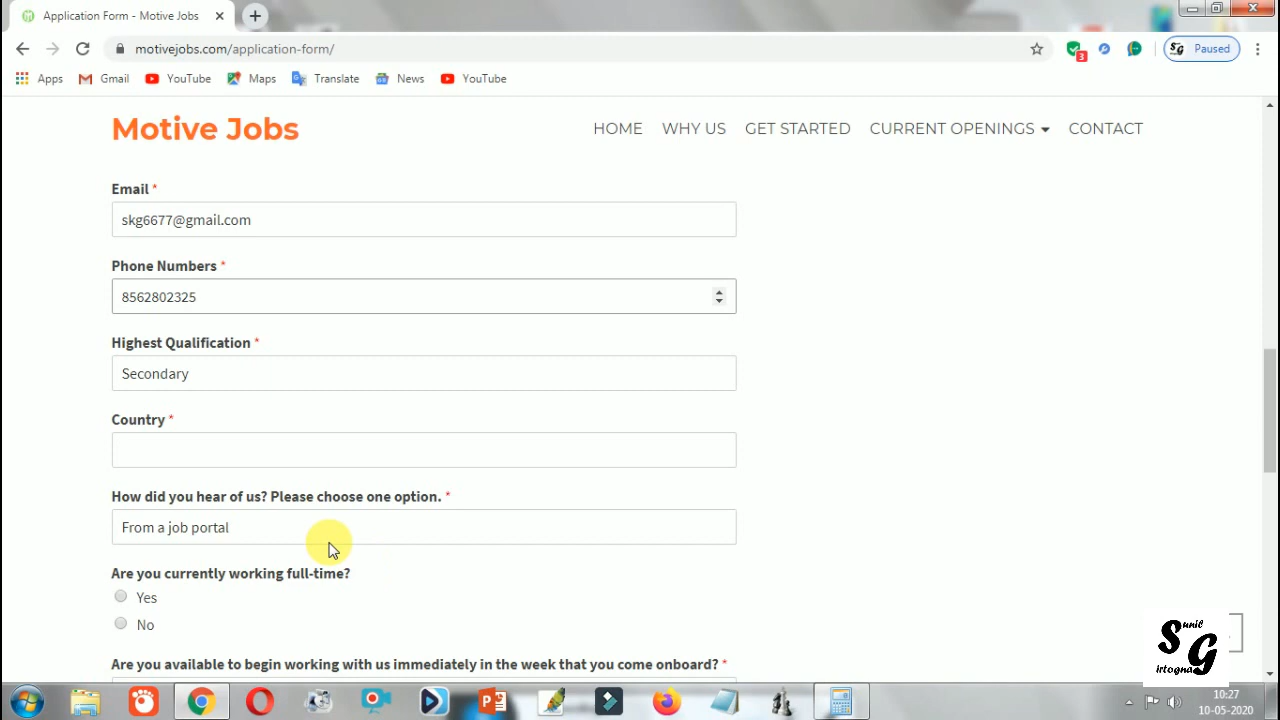 Application Form - Motive Jobs
motivejobs.com/application-form/
3
SG
Paused
Apps
Gmail
YouTube
Maps
Translate
News
YouTube
Motive Jobs
HOME
WHY US
GET STARTED
CURRENT OPENINGS
CONTACT
Email *
skg6677@gmail.com
Phone Numbers *
8562802325
Highest Qualification *
Secondary
Country *
How did you hear of us? Please choose one option. *
From a job portal
Are you currently working full-time?
Yes
No
Are you available to begin working with us immediately in the week that you come onboard? *
Sunil
irtognaG
10:27
10-05-2020